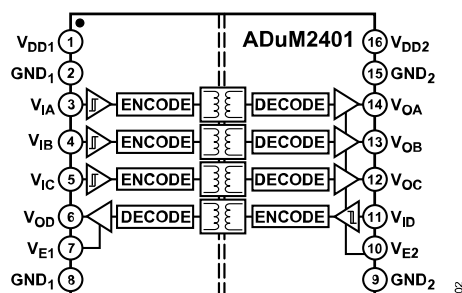 ADuM2401
VDD1 1 16 VDD2
GND1 2 15 GND2
VIA 3 ENCODE DECODE 14 VOA
VIB 4 ENCODE DECODE 13 VOB
VIC 5 ENCODE DECODE 12 VOC
VOD 6 DECODE ENCODE 11 VID
VE1 7 10 VE2
GND1 8 9 GND2
02